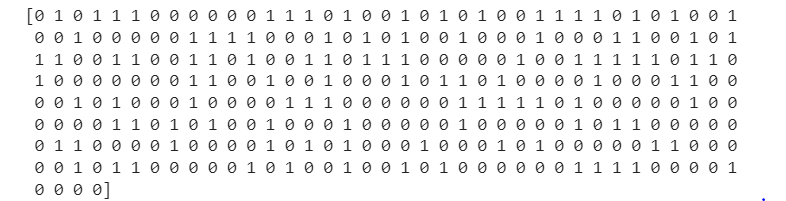 [0 1 0 1 1 1 0 0 0 0 0 0 1 1 1 0 1 0 0 1 0 1 0 1 0 0 1 1 1 1 0 1 0 1 0 0 1
0 0 1 0 0 0 0 0 1 1 1 1 0 0 0 1 0 1 0 1 0 0 1 0 0 0 1 0 0 0 1 1 0 0 1 0 1
1 1 0 0 1 1 0 0 1 1 0 1 0 0 1 1 0 1 1 1 0 0 0 0 0 1 0 0 1 1 1 1 1 0 1 1 0
1 0 0 0 0 0 0 0 1 1 0 0 1 0 0 1 0 0 0 1 0 1 1 0 1 0 0 0 0 1 0 0 0 1 1 0 0
0 0 1 0 1 0 0 0 1 0 0 0 0 1 1 1 0 0 0 0 0 0 1 1 1 1 1 0 1 0 0 0 0 0 1 0 0
0 0 0 0 1 1 0 1 0 1 0 0 1 0 0 0 1 0 0 0 0 0 1 0 0 0 0 0 1 0 1 1 0 0 0 0 0
0 1 1 0 0 0 0 1 0 0 0 0 1 0 1 0 1 0 0 0 1 0 0 0 1 0 1 0 0 0 0 0 1 1 0 0 0
0 0 1 0 1 1 0 0 0 0 0 1 0 1 0 0 1 0 0 1 0 1 0 0 0 0 0 0 1 1 1 1 0 0 0 0 1
0 0 0 0]
.